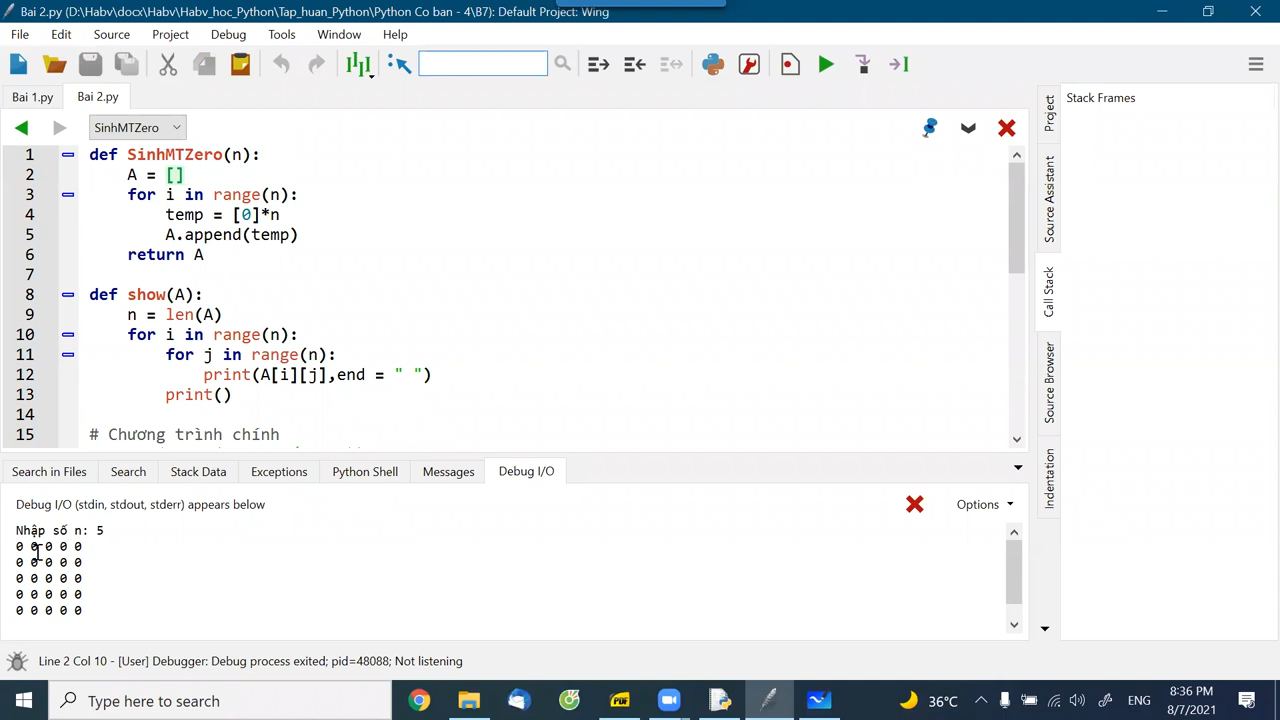 Bai 2.py (D:\Habv\docx\Habv_hoc_Python\Tap_huan_Python\Python Co ban - 4\B7): Default Project: Wing
File Edit Source Project Debug Tools Window Help
Bai 1.py Bai 2.py
Stack Frames
SinhMTZero
1 def SinhMTZero(n):
2 A = []
3 for i in range(n):
4 temp = [0]*n
5 A.append(temp)
6 return A
7
8 def show(A):
9 n = len(A)
10 for i in range(n):
11 for j in range(n):
12 print(A[i][j],end = " ")
13 print()
14
15 # Chương trình chính
Project
Source Assistant
Call Stack
Source Browser
Indentation
Search in Files Search Stack Data Exceptions Python Shell Messages Debug I/O
Debug I/O (stdin, stdout, stderr) appears below
Options
Nhập số n: 5
0 0 0 0 0
0 0 0 0 0
0 0 0 0 0
0 0 0 0 0
0 0 0 0 0
Line 2 Col 10 - [User] Debugger: Debug process exited; pid=48088; Not listening
Type here to search
PDF
36°C
ENG
8:36 PM
8/7/2021